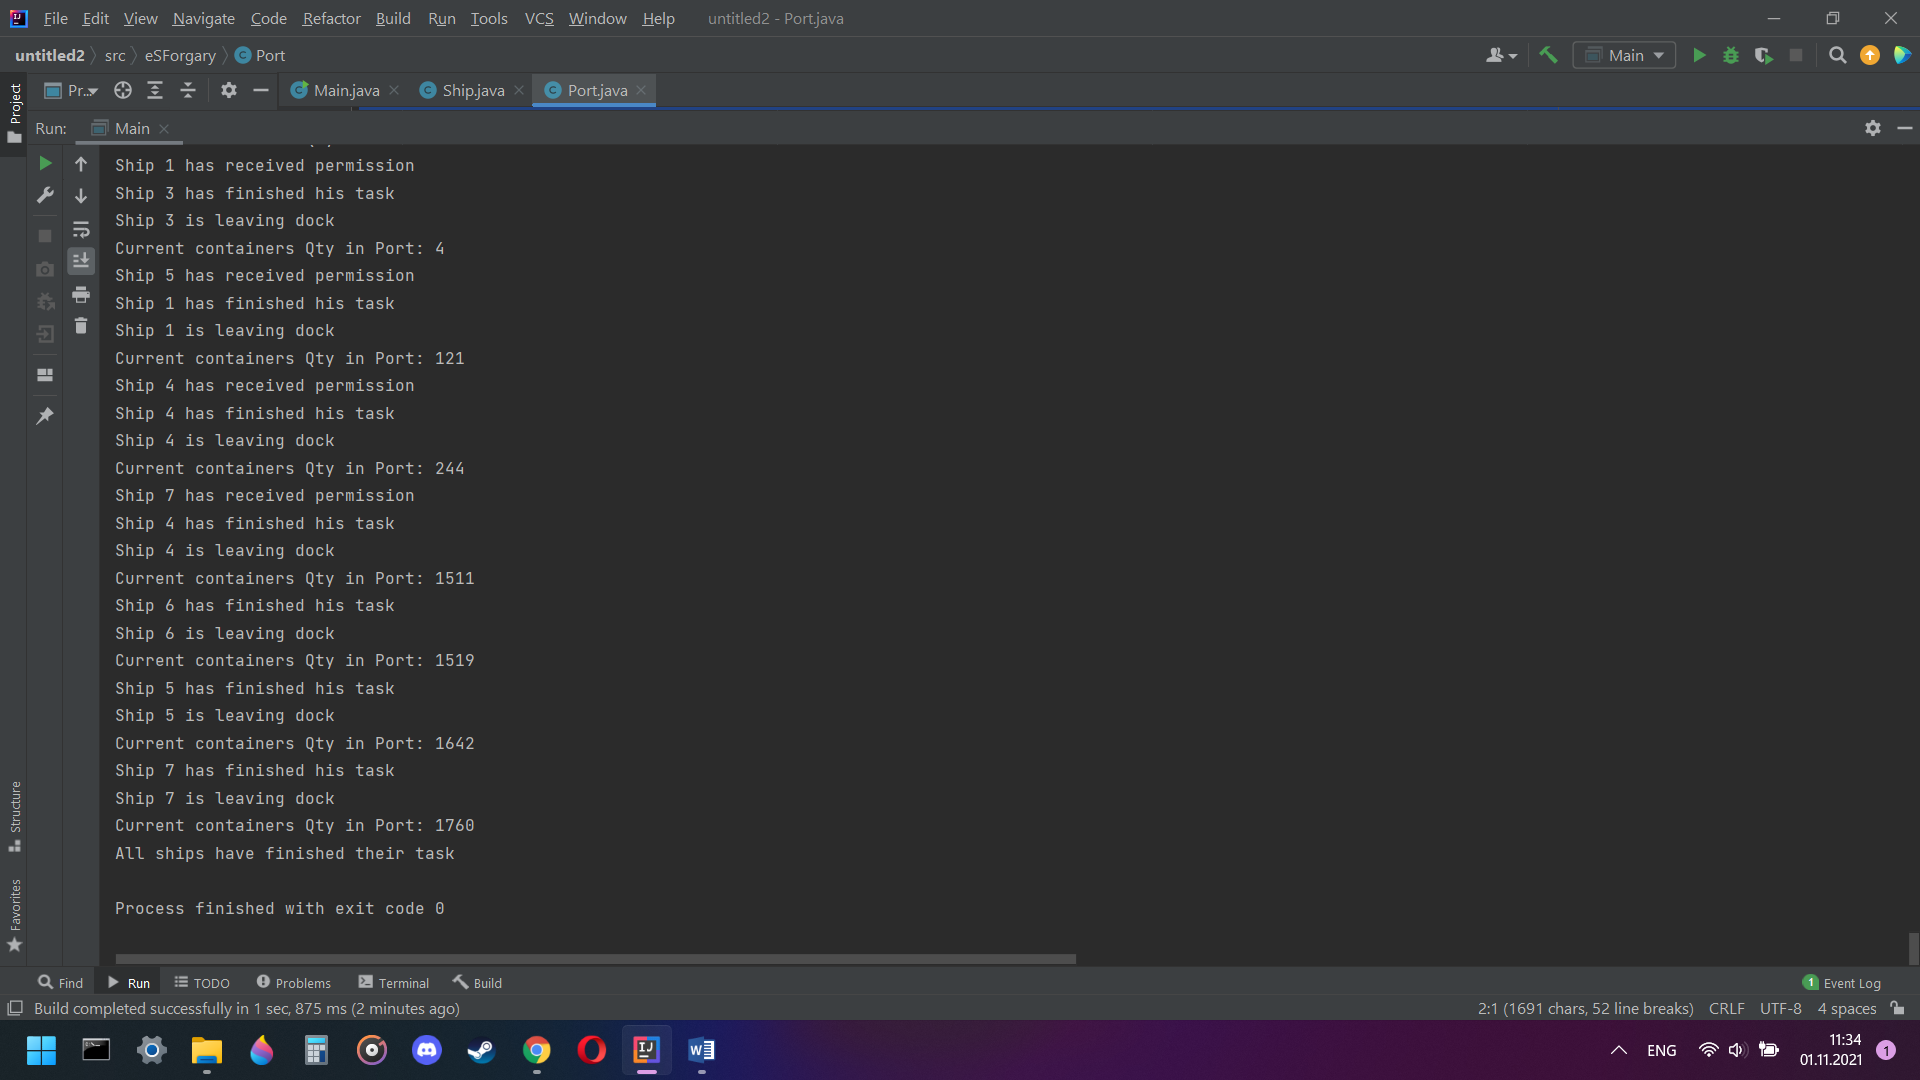 File Edit View Navigate Code Refactor Build Run Tools VCS Window Help untitled2 - Port.java
untitled2 src eSForgary Port Main
Project
Pr... Main.java Ship.java Port.java
Run: Main
Ship 1 has received permission
Ship 3 has finished his task
Ship 3 is leaving dock
Current containers Qty in Port: 4
Ship 5 has received permission
Ship 1 has finished his task
Ship 1 is leaving dock
Current containers Qty in Port: 121
Ship 4 has received permission
Ship 4 has finished his task
Ship 4 is leaving dock
Current containers Qty in Port: 244
Ship 7 has received permission
Ship 4 has finished his task
Ship 4 is leaving dock
Current containers Qty in Port: 1511
Ship 6 has finished his task
Ship 6 is leaving dock
Current containers Qty in Port: 1519
Ship 5 has finished his task
Ship 5 is leaving dock
Current containers Qty in Port: 1642
Ship 7 has finished his task
Ship 7 is leaving dock
Current containers Qty in Port: 1760
All ships have finished their task
Process finished with exit code 0
Structure
Favorites
Find Run TODO Problems Terminal Build 1 Event Log
Build completed successfully in 1 sec, 875 ms (2 minutes ago) 2:1 (1691 chars, 52 line breaks) CRLF UTF-8 4 spaces
ENG 11:34 1
01.11.2021